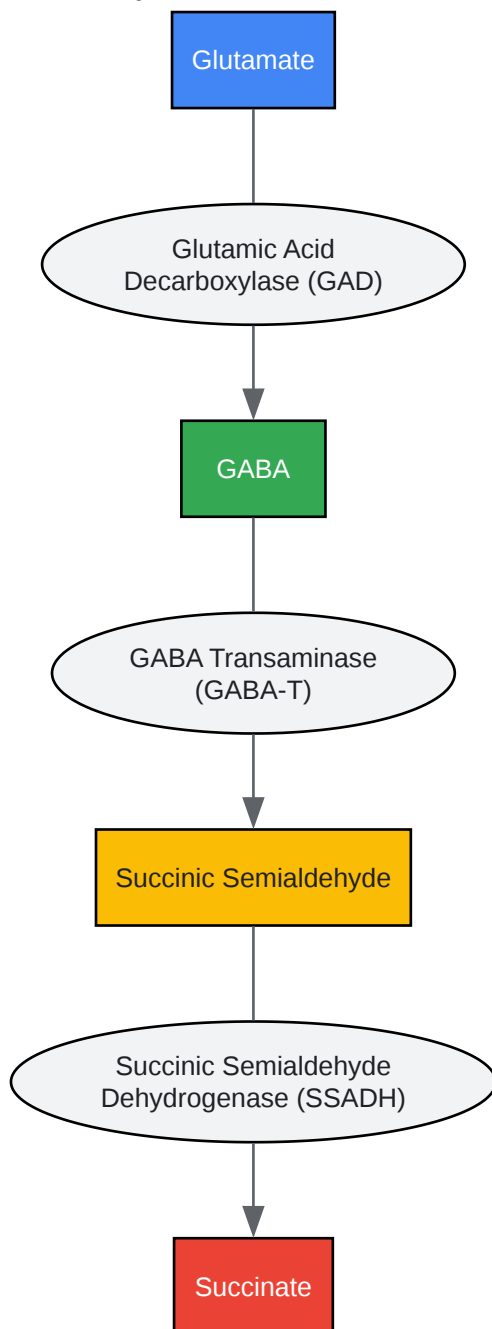 Glutamate
Glutamic Acid
Decarboxylase (GAD)
GABA
GABA Transaminase
(GABA-T)
Succinic Semialdehyde
Succinic Semialdehyde
Dehydrogenase (SSADH)
Succinate